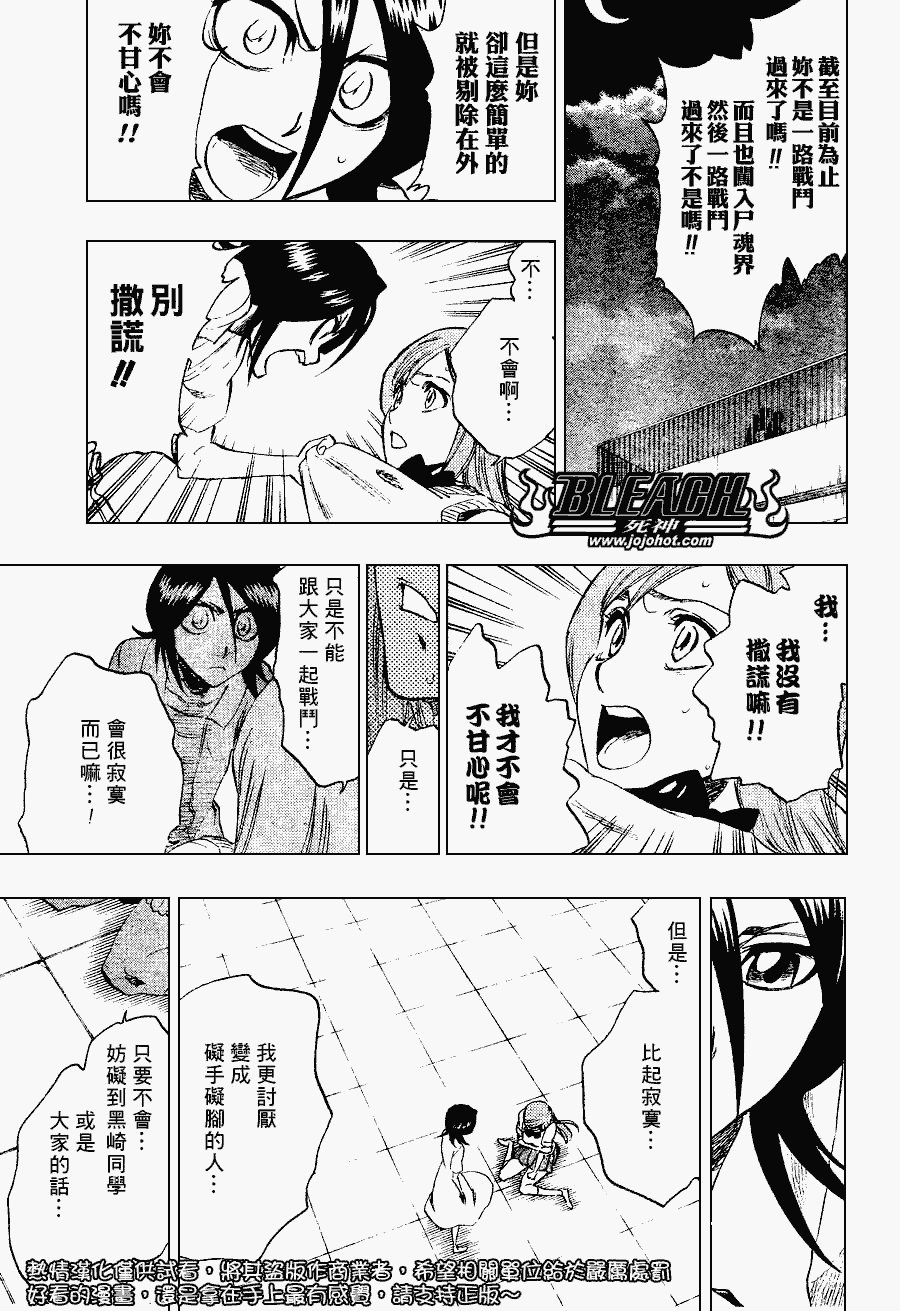 截至目前為止
妳不是一路戰鬥
過來了嗎!!
而且也闖入尸魂界
然後一路戰鬥
過來了不是嗎!!
但是妳
卻這麼簡單的
就被剔除在外
妳不會
不甘心嗎!!
不…
不會啊…
別
撒謊!!
BLEACH
死神
www.jojohot.com
我…
我沒有
撒謊嘛!!
我才不會
不甘心呢!!
只是…
只是不能
跟大家一起戰鬥…
會很寂寞
而已嘛…!
但是…
比起寂寞…
我更討厭
變成
礙手礙腳的人…
只要不會…
妨礙到黑崎同學
或是
大家的話…
熱情漢化僅供試看，將其盜版作商業者，希望相關單位給於嚴厲處罰
好看的漫畫，還是拿在手上最有感覺，請支持正版～